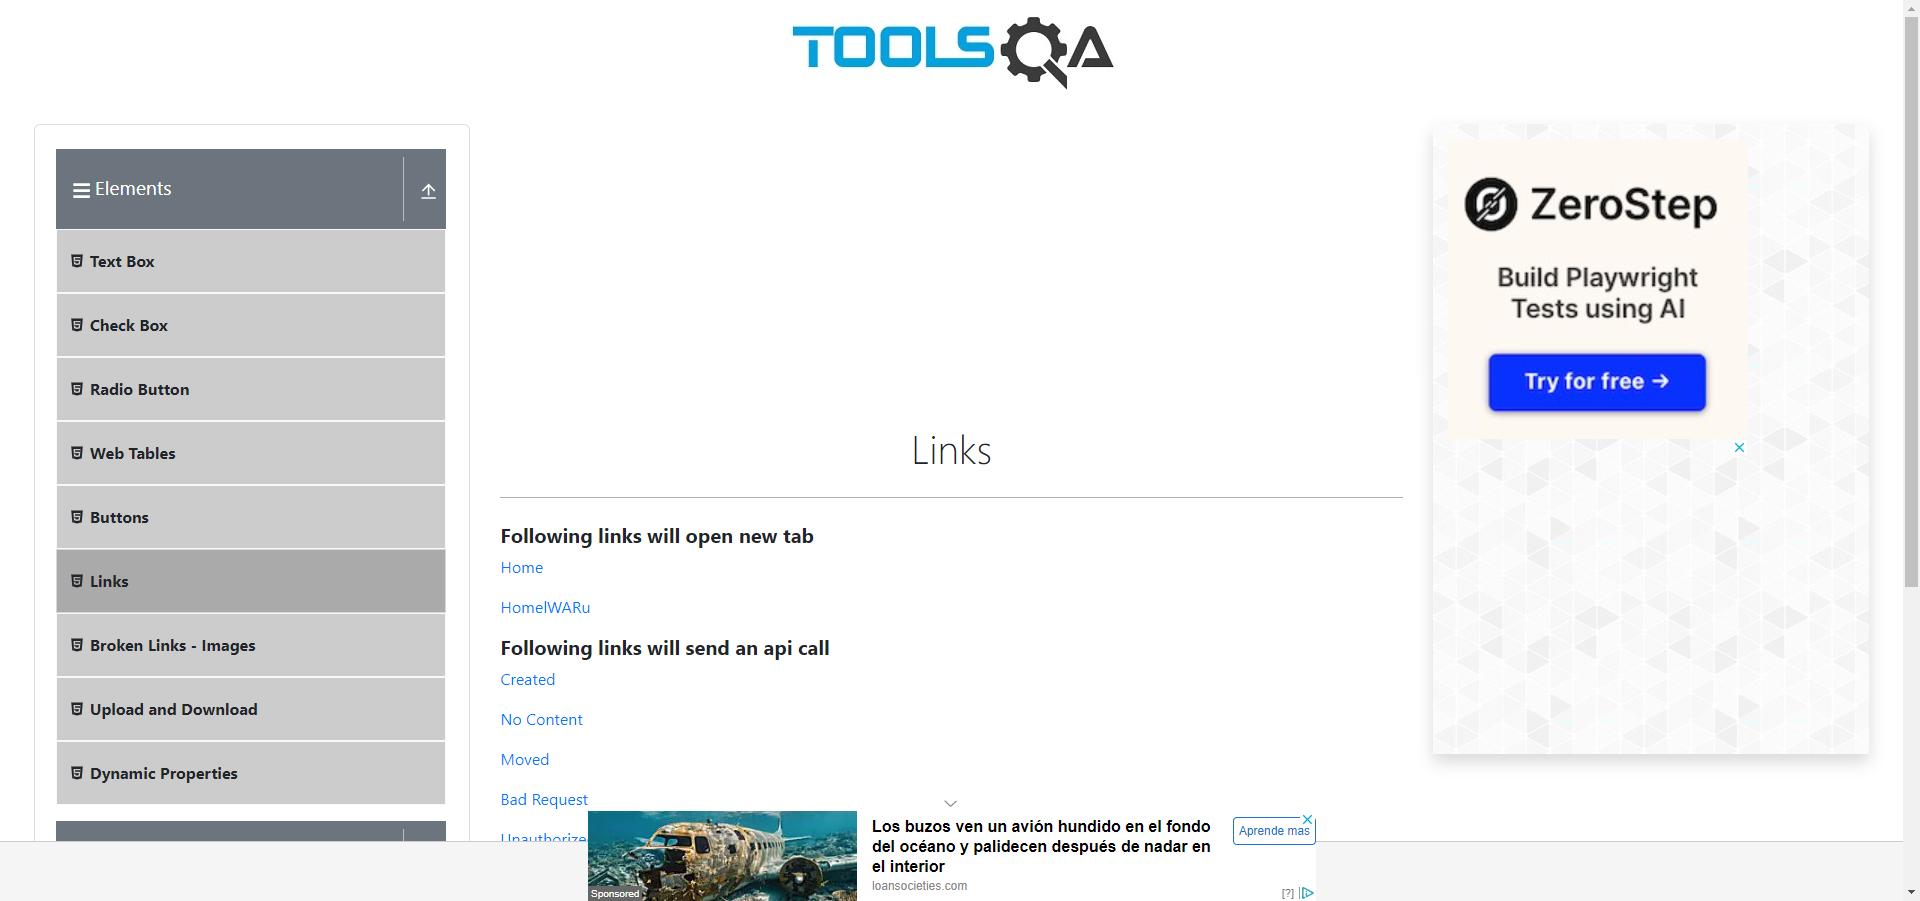 TOOLSQA
Elements
Text Box
Check Box
Radio Button
Web Tables
Buttons
Links
Broken Links - Images
Upload and Download
Dynamic Properties
Links
Following links will open new tab
Home
HomelWARu
Following links will send an api call
Created
No Content
Moved
Bad Request
ZeroStep
Build Playwright
Tests using AI
Try for free →
Sponsored
Los buzos ven un avión hundido en el fondo
del océano y palidecen después de nadar en
el interior
loansocieties.com
Aprende mas
[?]